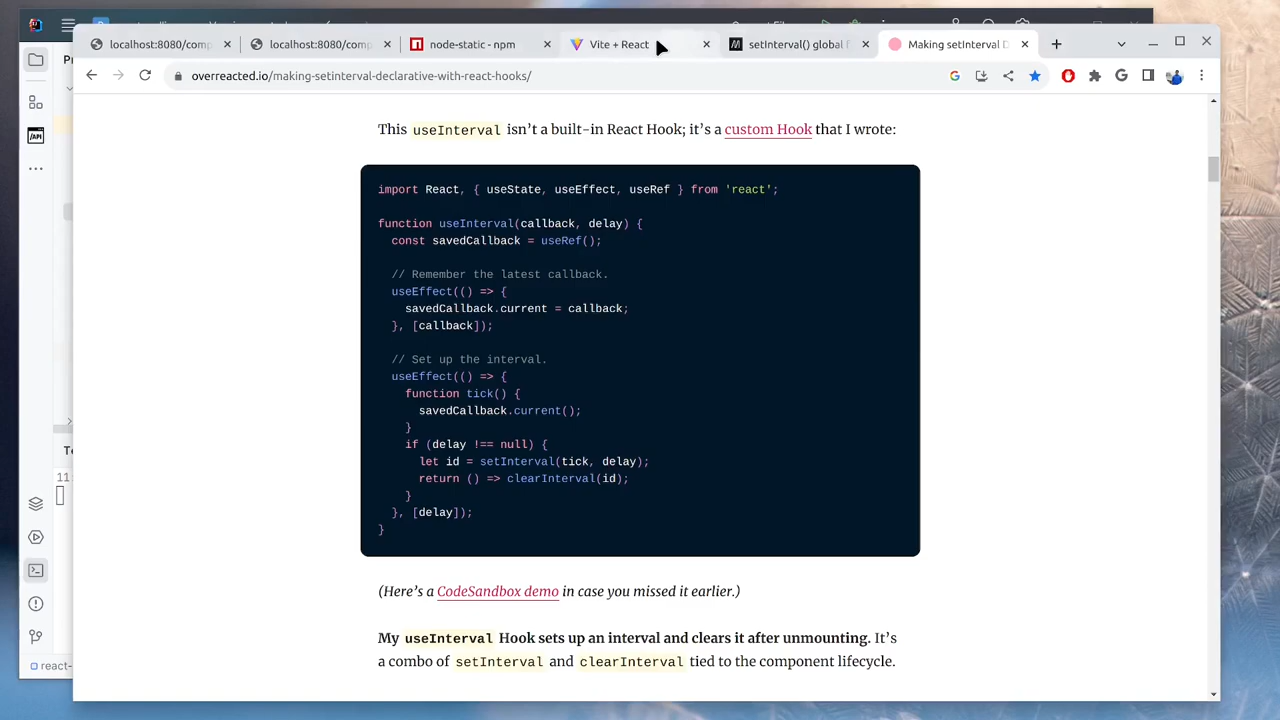 localhost:8080/comp
localhost:8080/comp
node-static - npm
Vite + React
setInterval() global f
Making setInterval D
overreacted.io/making-setinterval-declarative-with-react-hooks/
This useInterval isn’t a built-in React Hook; it’s a custom Hook that I wrote:
import React, { useState, useEffect, useRef } from 'react';
function useInterval(callback, delay) {
const savedCallback = useRef();
// Remember the latest callback.
useEffect(() => {
savedCallback.current = callback;
}, [callback]);
// Set up the interval.
useEffect(() => {
function tick() {
savedCallback.current();
}
if (delay !== null) {
let id = setInterval(tick, delay);
return () => clearInterval(id);
}
}, [delay]);
}
(Here’s a CodeSandbox demo in case you missed it earlier.)
My useInterval Hook sets up an interval and clears it after unmounting. It’s
a combo of setInterval and clearInterval tied to the component lifecycle.
/API
11
react-